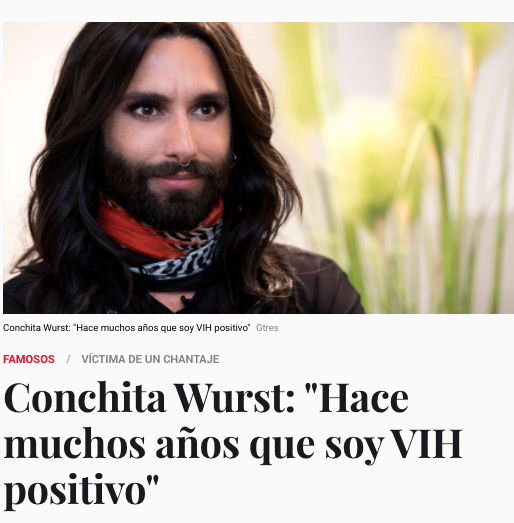 Conchita Wurst: "Hace muchos años que soy VIH positivo" Gtres
FAMOSOS / VÍCTIMA DE UN CHANTAJE
Conchita Wurst: "Hace
muchos años que soy VIH
positivo"